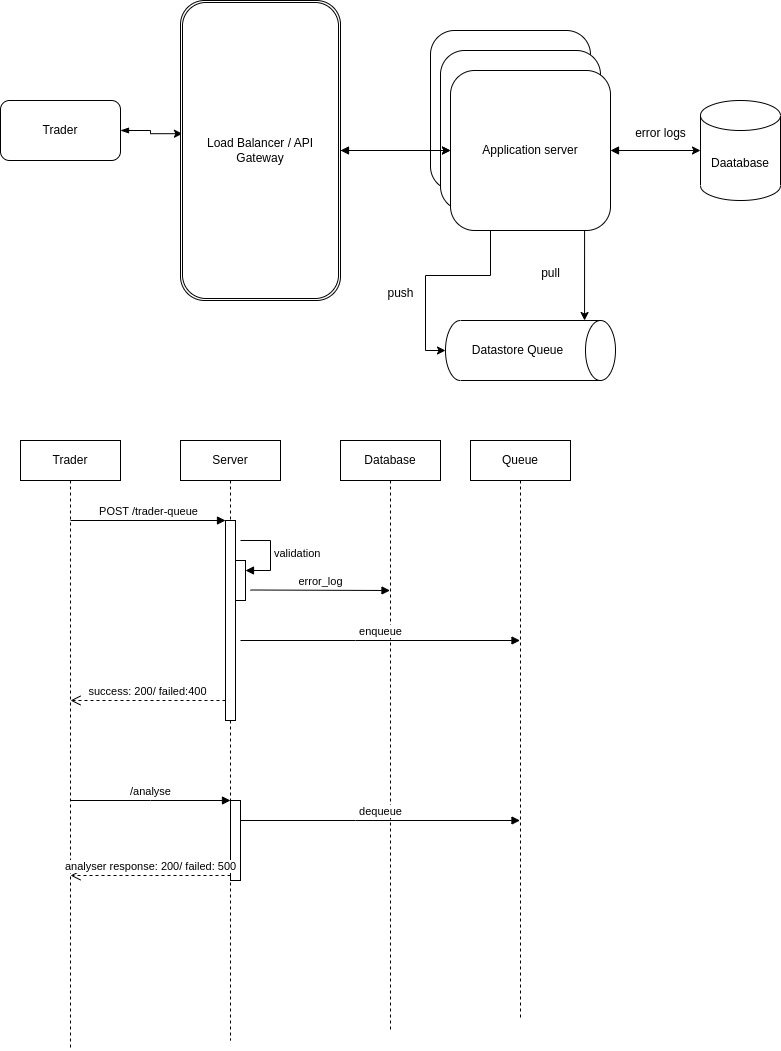 Trader
Load Balancer / API
Gateway
Application server
error logs
Daatabase
push
pull
Datastore Queue
Trader
Server
Database
Queue
POST /trader-queue
validation
error_log
enqueue
success: 200/ failed:400
/analyse
dequeue
analyser response: 200/ failed: 500